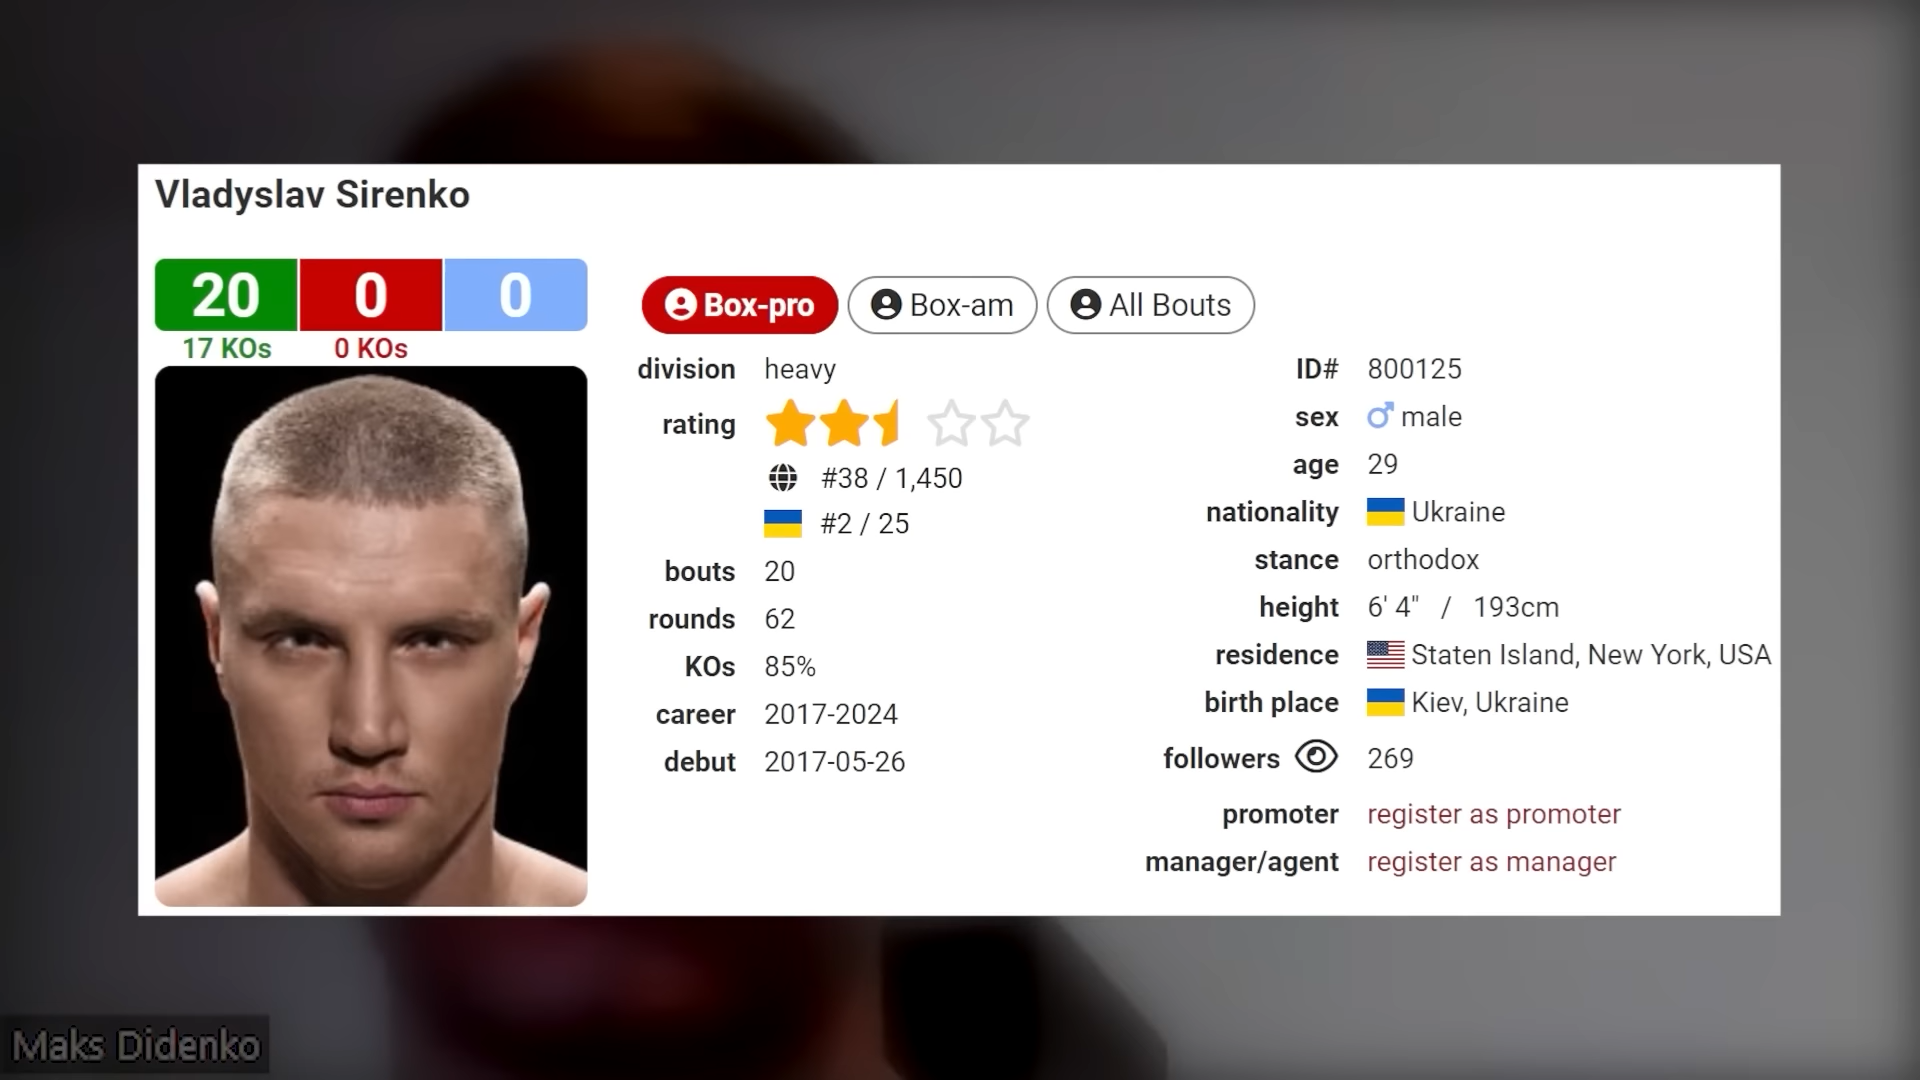 Vladyslav Sirenko
20 0 0
17 KOs 0 KOs
Box-pro Box-am All Bouts
division heavy
rating
#38 / 1,450
#2 / 25
bouts 20
rounds 62
KOs 85%
career 2017-2024
debut 2017-05-26
ID# 800125
sex male
age 29
nationality Ukraine
stance orthodox
height 6' 4" / 193cm
residence Staten Island, New York, USA
birth place Kiev, Ukraine
followers 269
promoter register as promoter
manager/agent register as manager
Maks Didenko